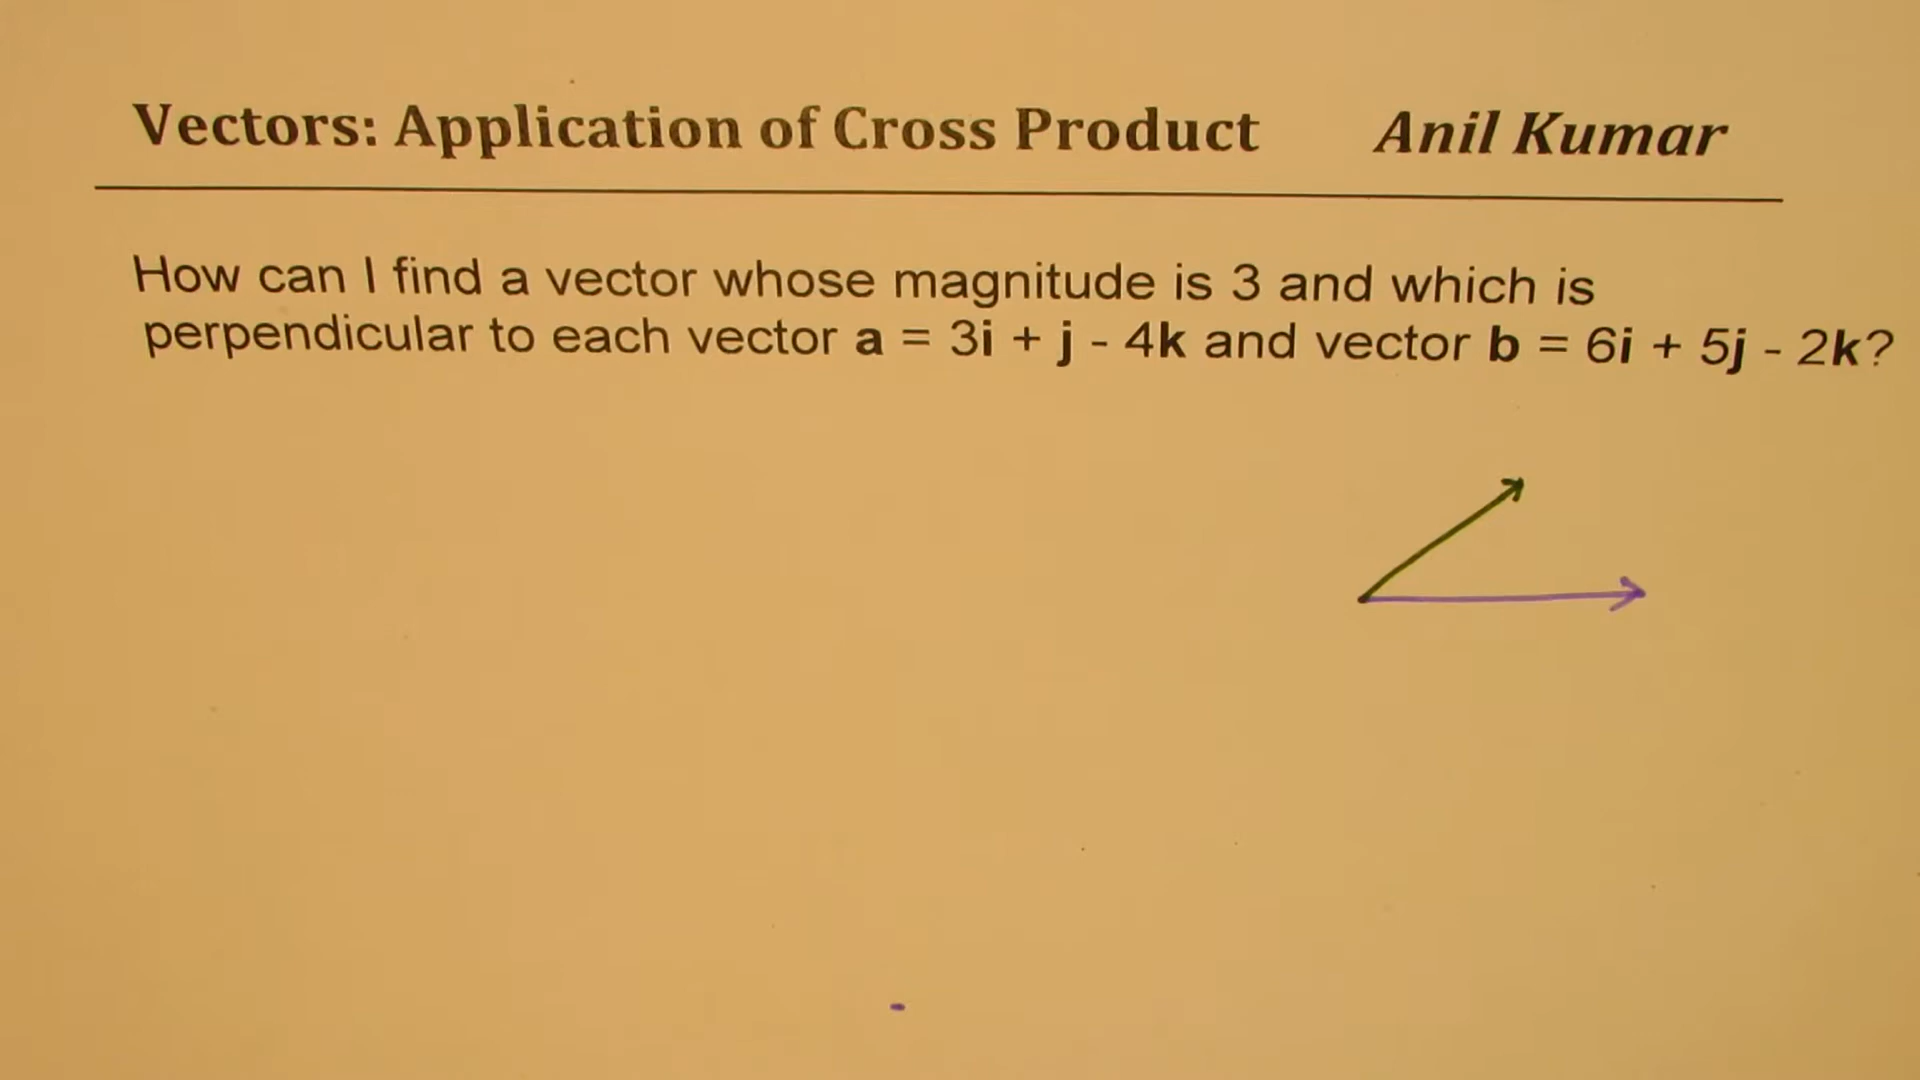 Vectors: Application of Cross Product Anil Kumar
How can I find a vector whose magnitude is 3 and which is
perpendicular to each vector a = 3i + j - 4k and vector b = 6i + 5j - 2k?